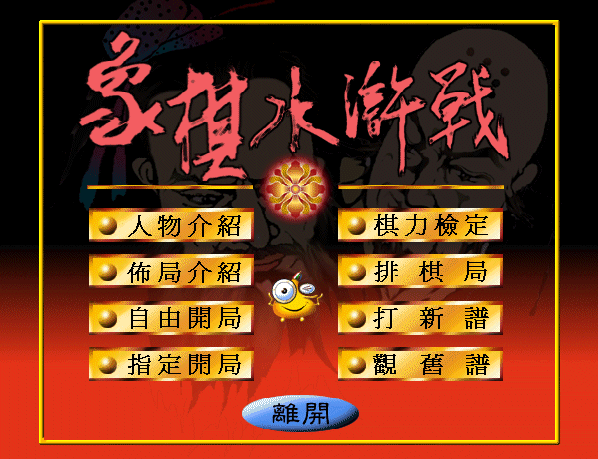 象棋水滸戰
人物介紹
棋力檢定
佈局介紹
排棋局
自由開局
打新譜
指定開局
觀舊譜
離開